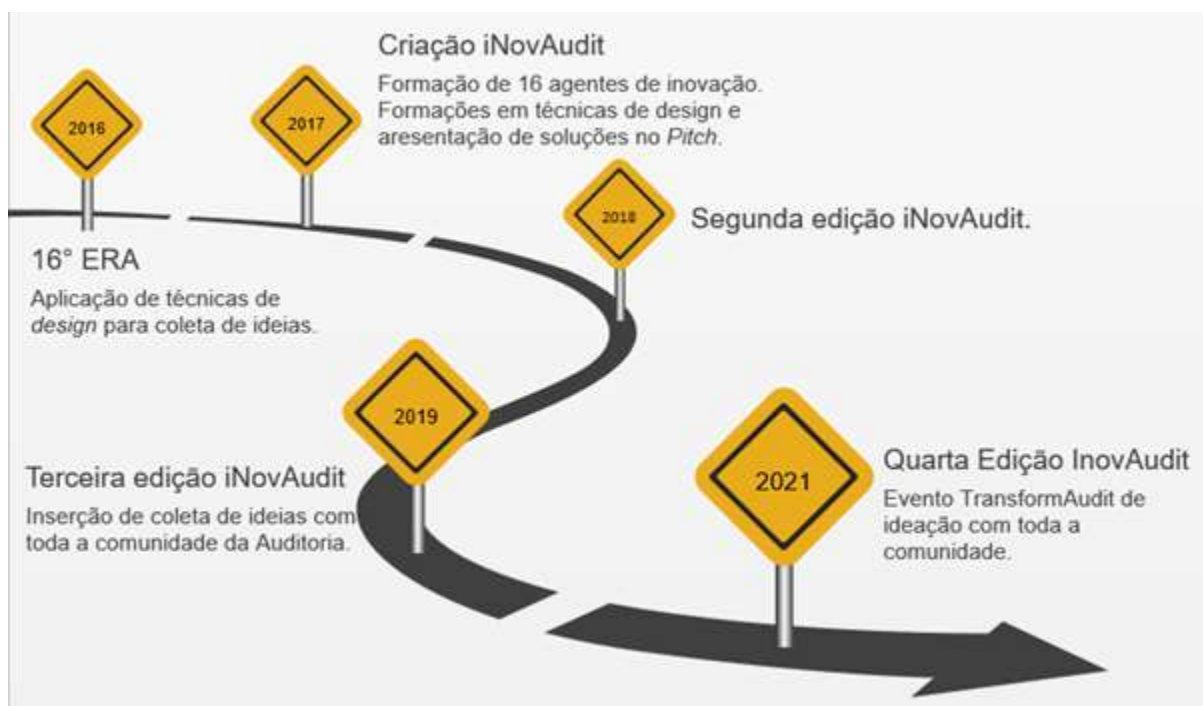 2016
16° ERA
Aplicação de técnicas de
design para coleta de ideias.
2017
Criação iNovAudit
Formação de 16 agentes de inovação.
Formações em técnicas de design e
aresentação de soluções no Pitch.
2018
Segunda edição iNovAudit.
2019
Terceira edição iNovAudit
Inserção de coleta de ideias com
toda a comunidade da Auditoria.
2021
Quarta Edição InovAudit
Evento TransformAudit de
ideação com toda a
comunidade.